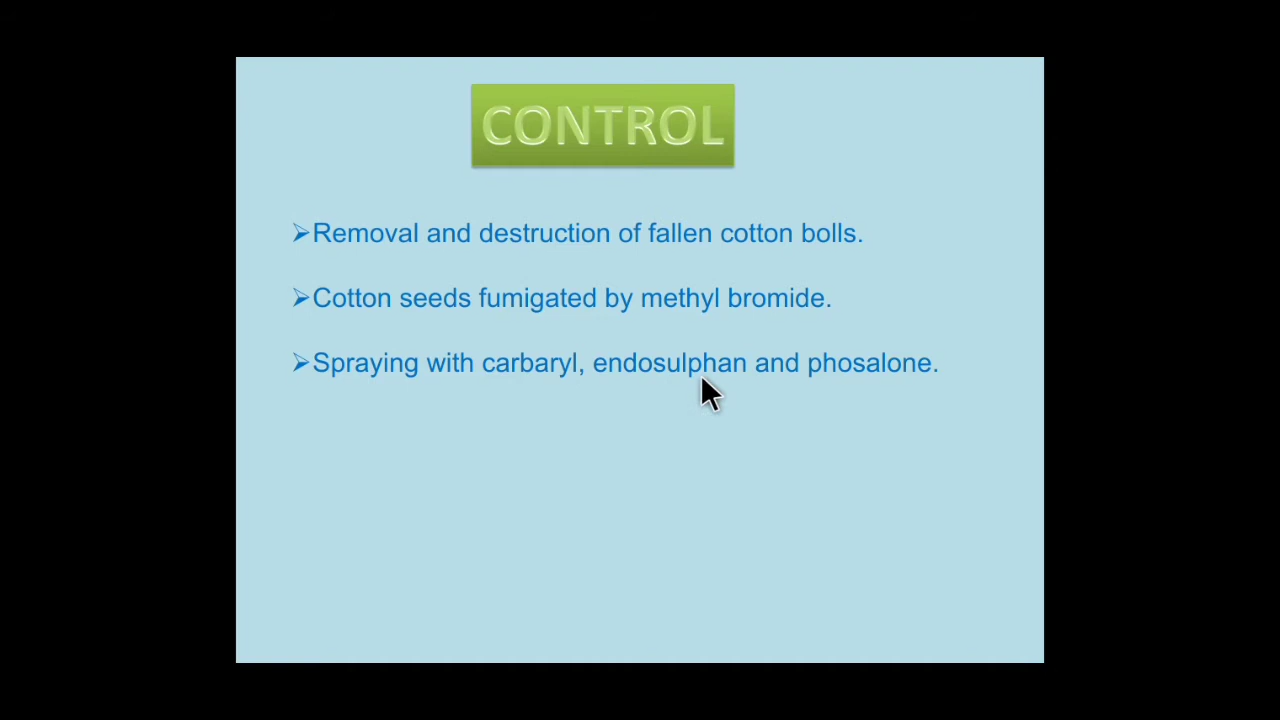 CONTROL
➢Removal and destruction of fallen cotton bolls.
➢Cotton seeds fumigated by methyl bromide.
➢Spraying with carbaryl, endosulphan and phosalone.